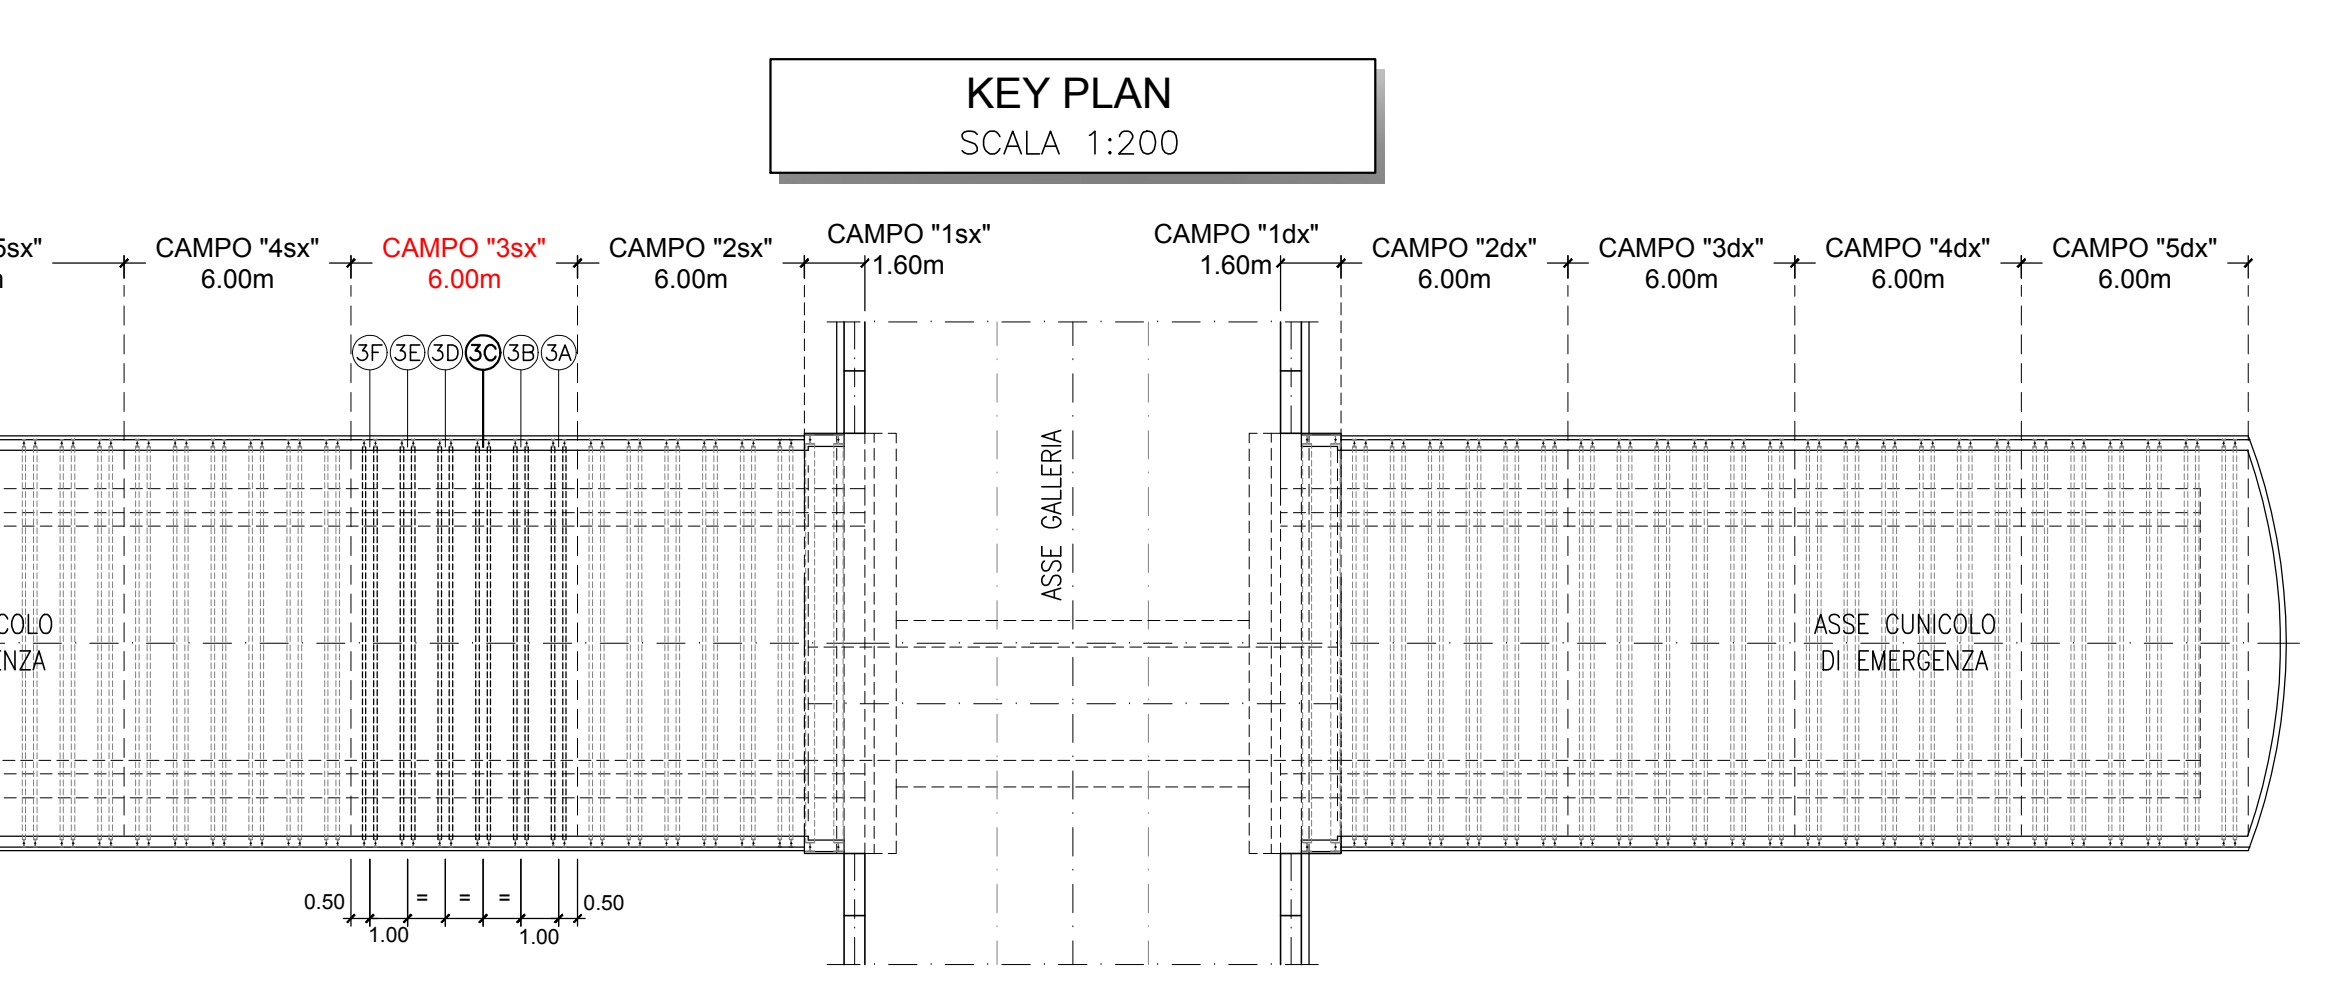 KEY PLAN
SCALA 1:200
5sx"
CAMPO "4sx"
6.00m
CAMPO "3sx"
6.00m
CAMPO "2sx"
6.00m
CAMPO "1sx"
1.60m
CAMPO "1dx"
1.60m
CAMPO "2dx"
6.00m
CAMPO "3dx"
6.00m
CAMPO "4dx"
6.00m
CAMPO "5dx"
6.00m
3F 3E 3D 3C 3B 3A
ASSE GALLERIA
COLO
ENZA
ASSE CUNICOLO
DI EMERGENZA
0.50 = = = 0.50
1.00 1.00